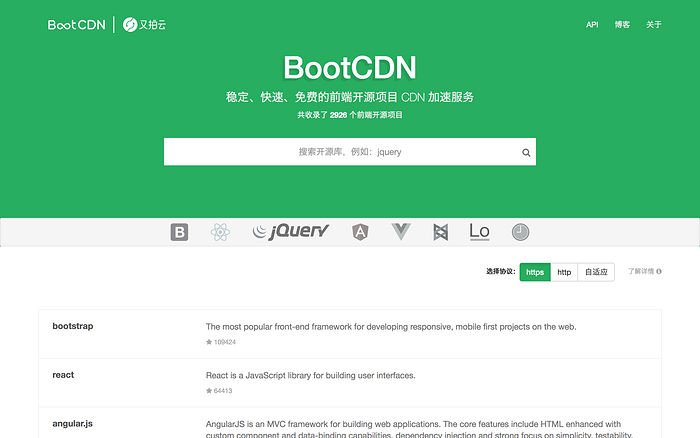 BootCDN 又拍云
API 博客 关于
BootCDN
稳定、快速、免费的前端开源项目 CDN 加速服务
共收录了 2926 个前端开源项目
搜索开源库，例如：jquery
B jQuery A Lo
选择协议： https http 自适应 了解详情
bootstrap
The most popular front-end framework for developing responsive, mobile first projects on the web.
109424
react
React is a JavaScript library for building user interfaces.
64413
angular.js
AngularJS is an MVC framework for building web applications. The core features include HTML enhanced with
custom component and data-binding capabilities, dependency injection and strong focus on simplicity, testability,